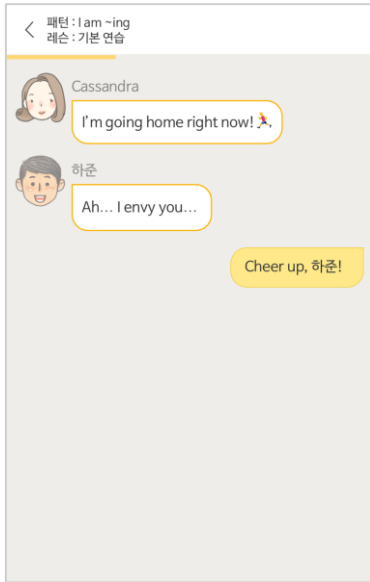 패턴 : I am ~ing
레슨 : 기본 연습
Cassandra
I'm going home right now!🏃‍♀️
하준
Ah… I envy you…
Cheer up, 하준!